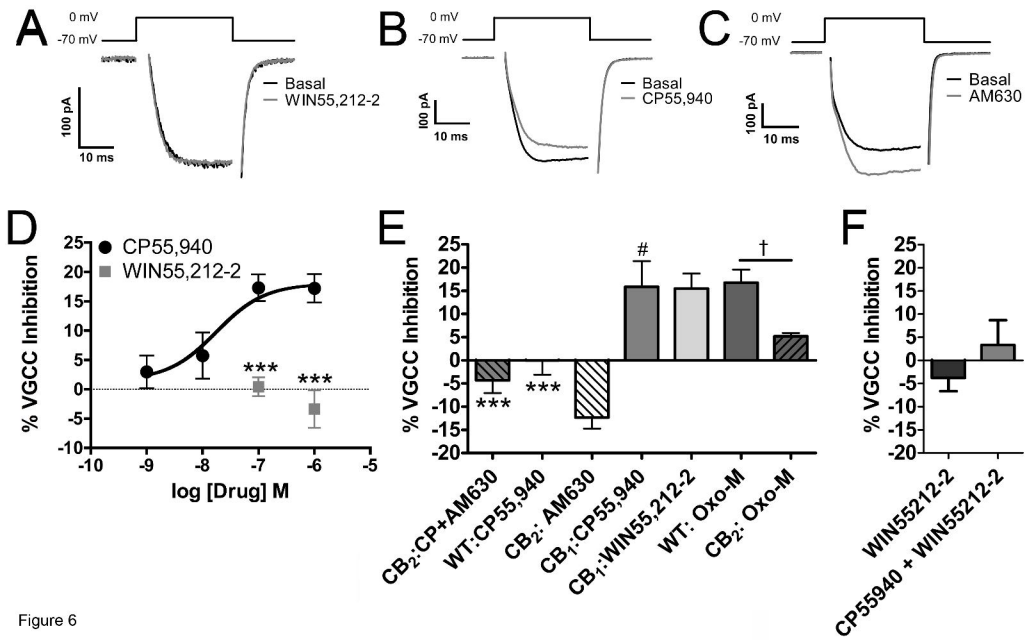 A
0 mV
-70 mV
Basal
WIN55,212-2
100 pA
10 ms
B
0 mV
-70 mV
Basal
CP55,940
100 pA
10 ms
C
0 mV
-70 mV
Basal
AM630
100 pA
10 ms
D
CP55,940
WIN55,212-2
% VGCC Inhibition
25
20
15
10
5
0
-5
-10
***
***
-10 -9 -8 -7 -6 -5
log [Drug] M
E
% VGCC Inhibition
25
20
15
10
5
0
-5
-10
-15
-20
***
***
#
†
CB2:CP+AM630
WT:CP55,940
CB2: AM630
CB1:CP55,940
CB1:WIN55,212-2
WT: Oxo-M
CB2: Oxo-M
F
% VGCC Inhibition
25
20
15
10
5
0
-5
-10
-15
-20
WIN55212-2
CP55940 + WIN55212-2
Figure 6